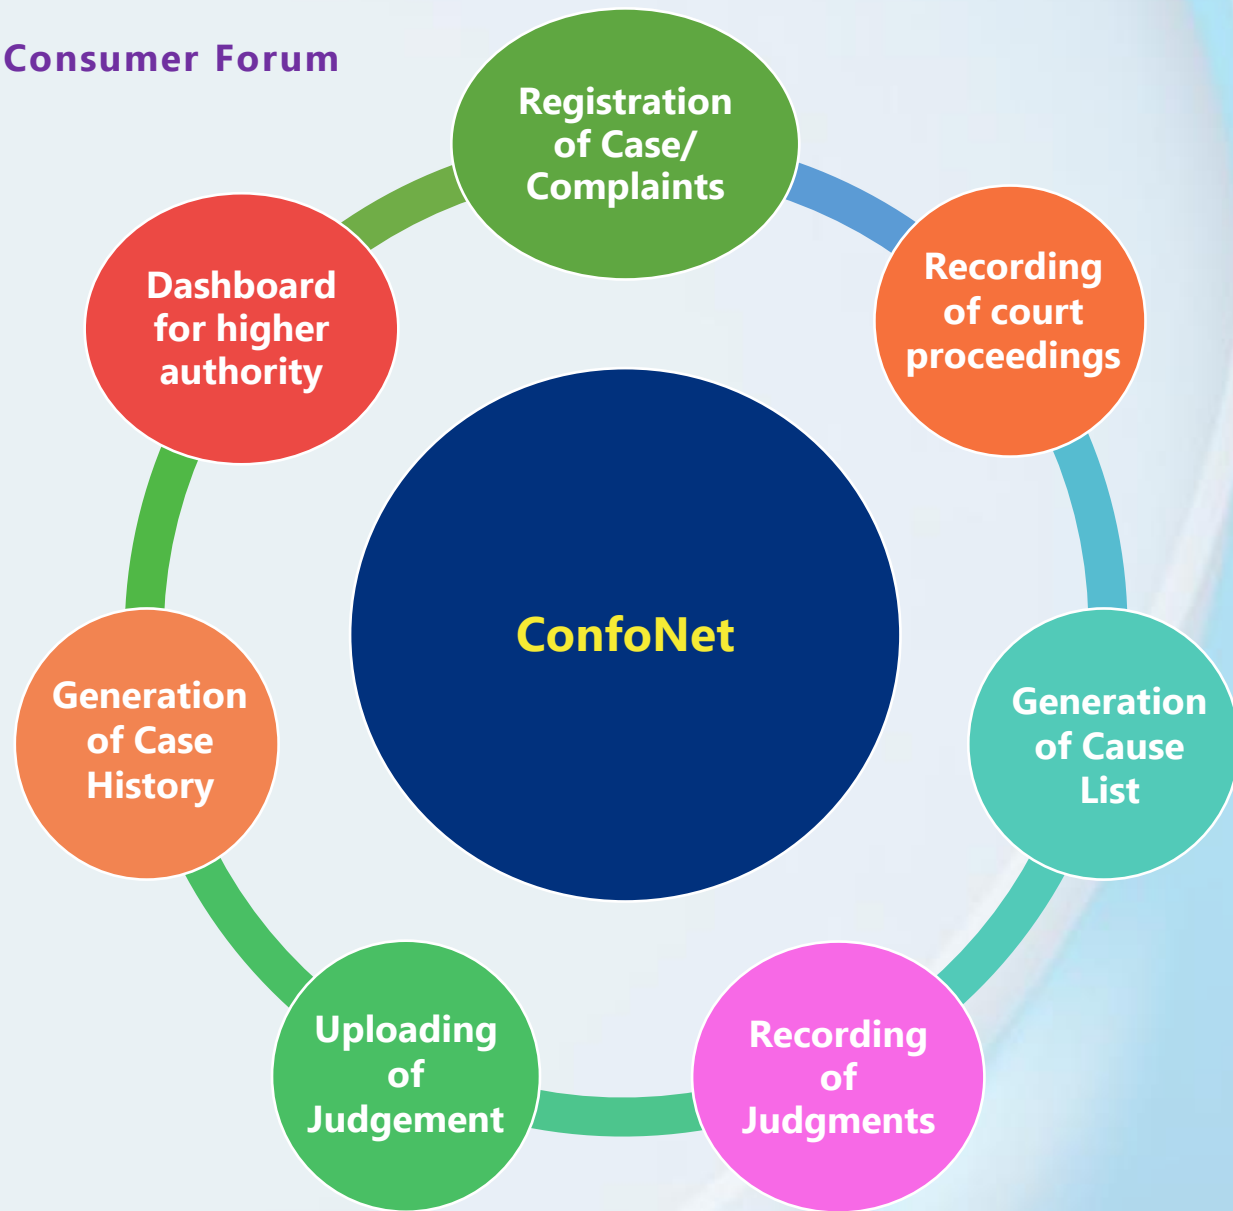 Consumer Forum
Registration
of Case/
Complaints
Recording
of court
proceedings
Generation
of Cause
List
Recording
of
Judgments
Uploading
of
Judgement
Generation
of Case
History
Dashboard
for higher
authority
ConfoNet